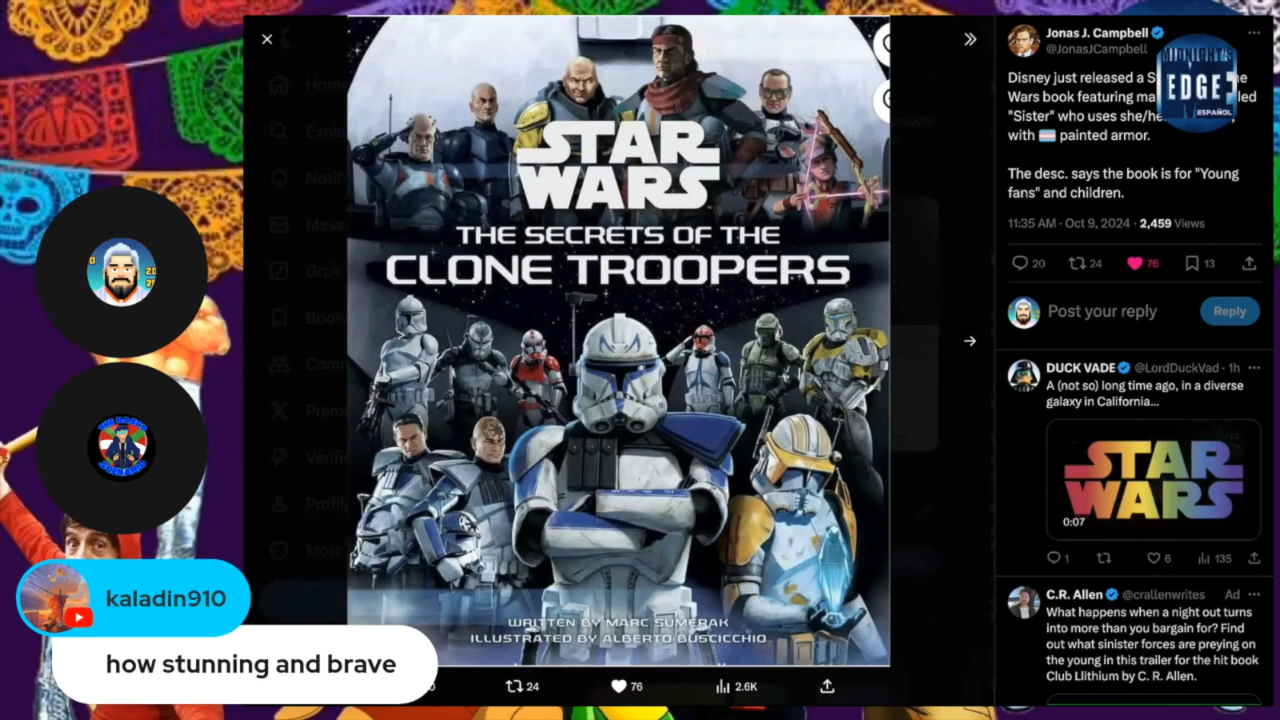 STAR
WARS
THE SECRETS OF THE
CLONE TROOPERS
WRITTEN BY MARC SUMERAK
ILLUSTRATED BY ALBERTO BUSCICCHIO
24
76
2.6K
Jonas J. Campbell
@JonasJCampbell
Disney just released a
Wars book featuring
"Sister" who uses
with painted armor.
The desc. says the book is for "Young
fans" and children.
11:35 AM · Oct 9, 2024 · 2,459 Views
20 24 76 13
Post your reply
Reply
DUCK VADE @LordDuckVad · 1h
A (not so) long time ago, in a diverse
galaxy in California...
STAR
WARS
0:07
1 6 135
C.R. Allen @crallenwrites Ad
What happens when a night out turns
into more than you bargain for? Find
out what sinister forces are preying on
the young in this trailer for the hit book
Club Llithium by C. R. Allen.
MIDNIGHT'S
EDGE
ESPAÑOL
kaladin910
how stunning and brave